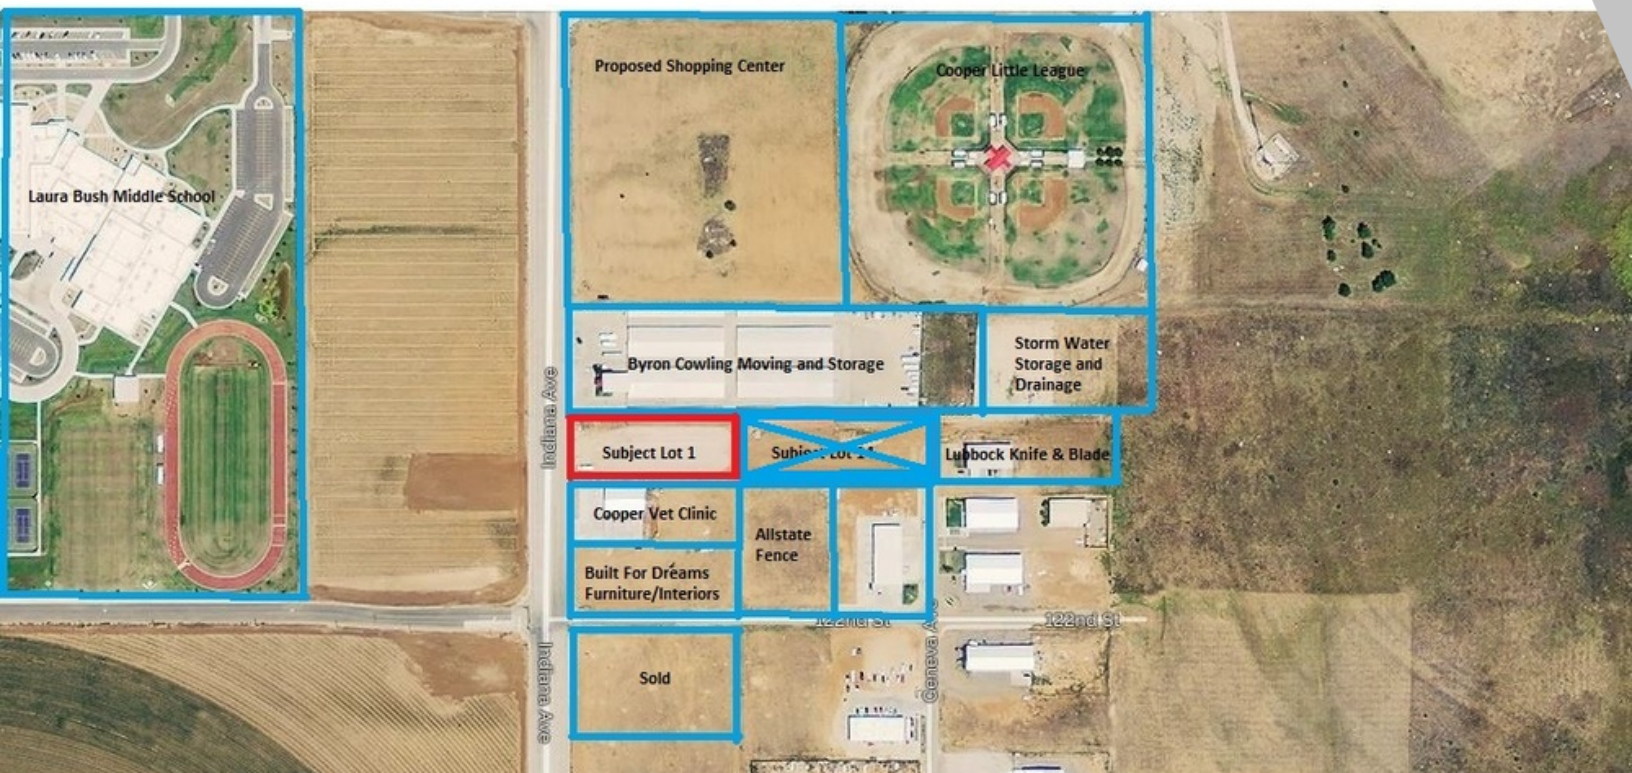 Proposed Shopping Center
Cooper Little League
Laura Bush Middle School
Byron Cowling Moving and Storage
Storm Water
Storage and
Drainage
Indiana Ave
Subject Lot 1
Subject Lot
Lubbock Knife & Blade
Cooper Vet Clinic
Allstate
Fence
Built For Dreams
Furniture/Interiors
122nd St
122nd St
Geneva Ave
Indiana Ave
Sold